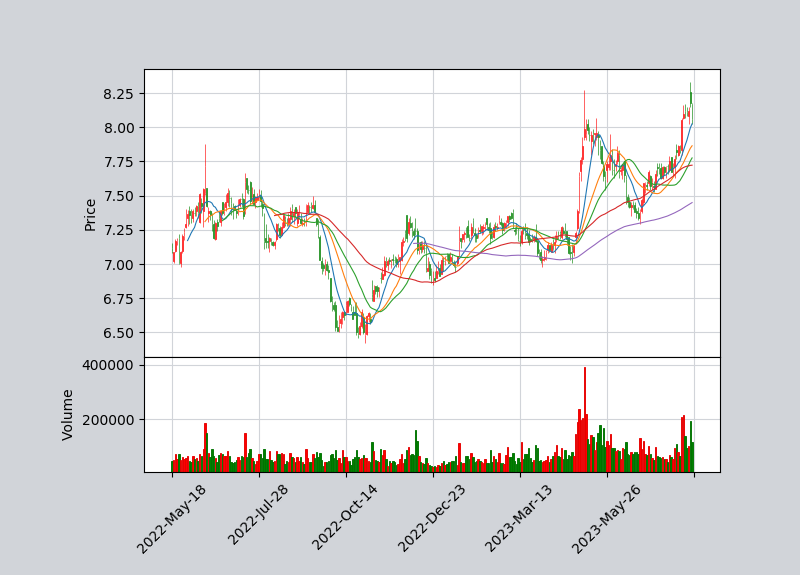 Price
8.25
8.00
7.75
7.50
7.25
7.00
6.75
6.50
Volume
400000
200000
2022-May-18
2022-Jul-28
2022-Oct-14
2022-Dec-23
2023-Mar-13
2023-May-26